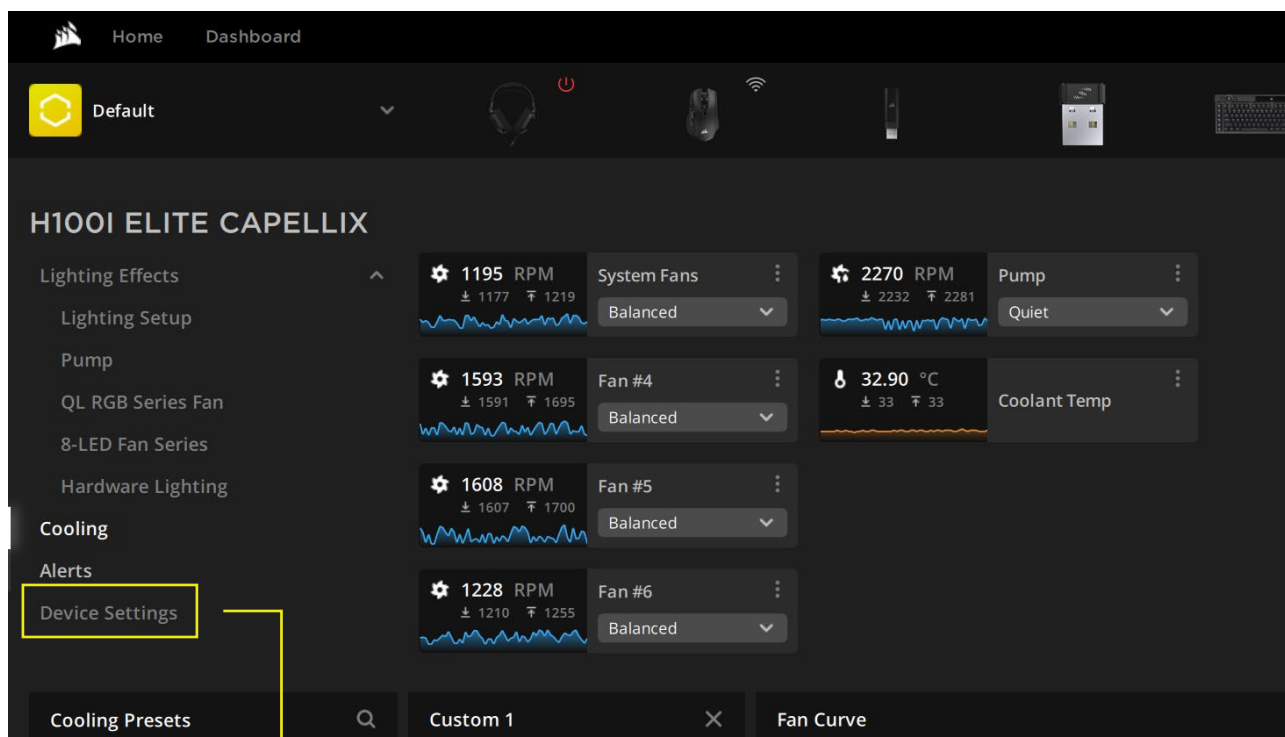 Home Dashboard
Default
H100I ELITE CAPELLIX
Lighting Effects
Lighting Setup
Pump
QL RGB Series Fan
8-LED Fan Series
Hardware Lighting
Cooling
Alerts
Device Settings
1195 RPM
1177 1219
System Fans
Balanced
2270 RPM
2232 2281
Pump
Quiet
1593 RPM
1591 1695
Fan #4
Balanced
32.90 °C
33 33
Coolant Temp
1608 RPM
1607 1700
Fan #5
Balanced
1228 RPM
1210 1255
Fan #6
Balanced
Cooling Presets
Custom 1
Fan Curve